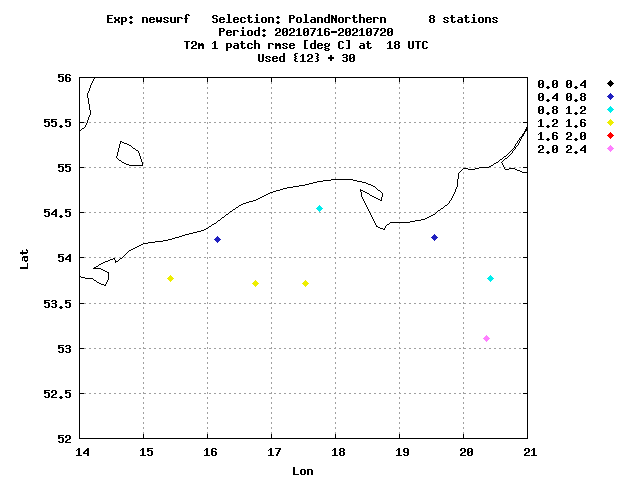 Exp: newsurf   Selection: PolandNorthern      8 stations
Period: 20210716-20210720
T2m 1 patch rmse [deg C] at  18 UTC
Used {12} + 30
0.0 0.4
0.4 0.8
0.8 1.2
1.2 1.6
1.6 2.0
2.0 2.4
56
55.5
55
54.5
54
53.5
53
52.5
52
Lat
14 15 16 17 18 19 20 21
Lon